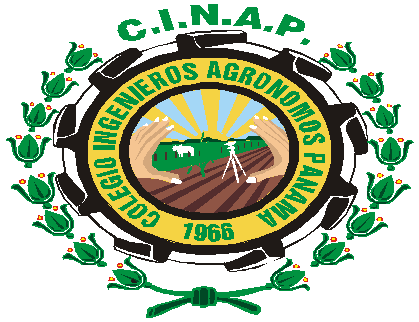 C.I.N.A.P.
COLEGIO INGENIEROS AGRONOMOS PANAMA
1966